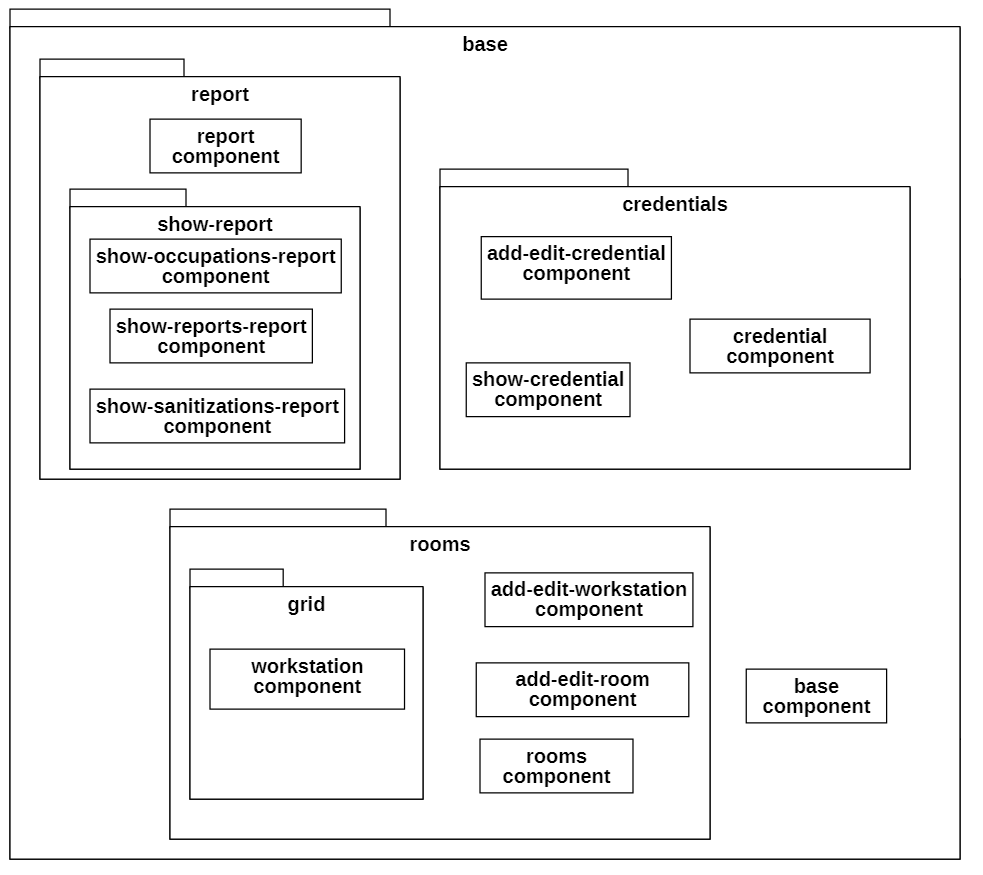 base
report
report
component
show-report
show-occupations-report
component
show-reports-report
component
show-sanitizations-report
component
credentials
add-edit-credential
component
credential
component
show-credential
component
rooms
grid
workstation
component
add-edit-workstation
component
add-edit-room
component
rooms
component
base
component